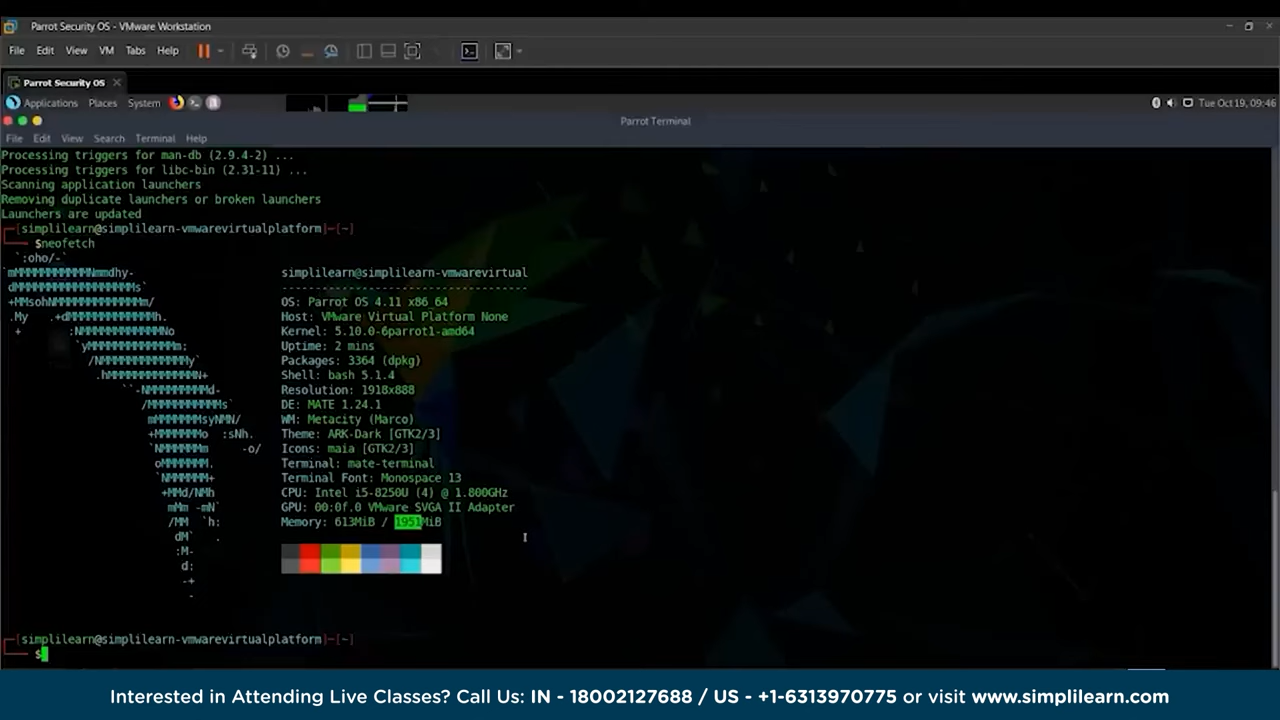 Parrot Security OS - VMware Workstation
File Edit View VM Tabs Help
Parrot Security OS
Applications Places System Tue Oct 19, 09:46
Parrot Terminal
File Edit View Search Terminal Help
Processing triggers for man-db (2.9.4-2) ...
Processing triggers for libc-bin (2.31-11) ...
Scanning application launchers
Removing duplicate launchers or broken launchers
Launchers are updated
[simplilearn@simplilearn-vmwarevirtualplatform]-[~]
$neofetch
simplilearn@simplilearn-vmwarevirtual
-------------------------------------
OS: Parrot OS 4.11 x86_64
Host: VMware Virtual Platform None
Kernel: 5.10.0-6parrot1-amd64
Uptime: 2 mins
Packages: 3364 (dpkg)
Shell: bash 5.1.4
Resolution: 1918x888
DE: MATE 1.24.1
WM: Metacity (Marco)
Theme: ARK-Dark [GTK2/3]
Icons: maia [GTK2/3]
Terminal: mate-terminal
Terminal Font: Monospace 13
CPU: Intel i5-8250U (4) @ 1.800GHz
GPU: 00:0f.0 VMware SVGA II Adapter
Memory: 613MiB / 1951MiB
[simplilearn@simplilearn-vmwarevirtualplatform]-[~]
$
Interested in Attending Live Classes? Call Us: IN - 18002127688 / US - +1-6313970775 or visit www.simplilearn.com